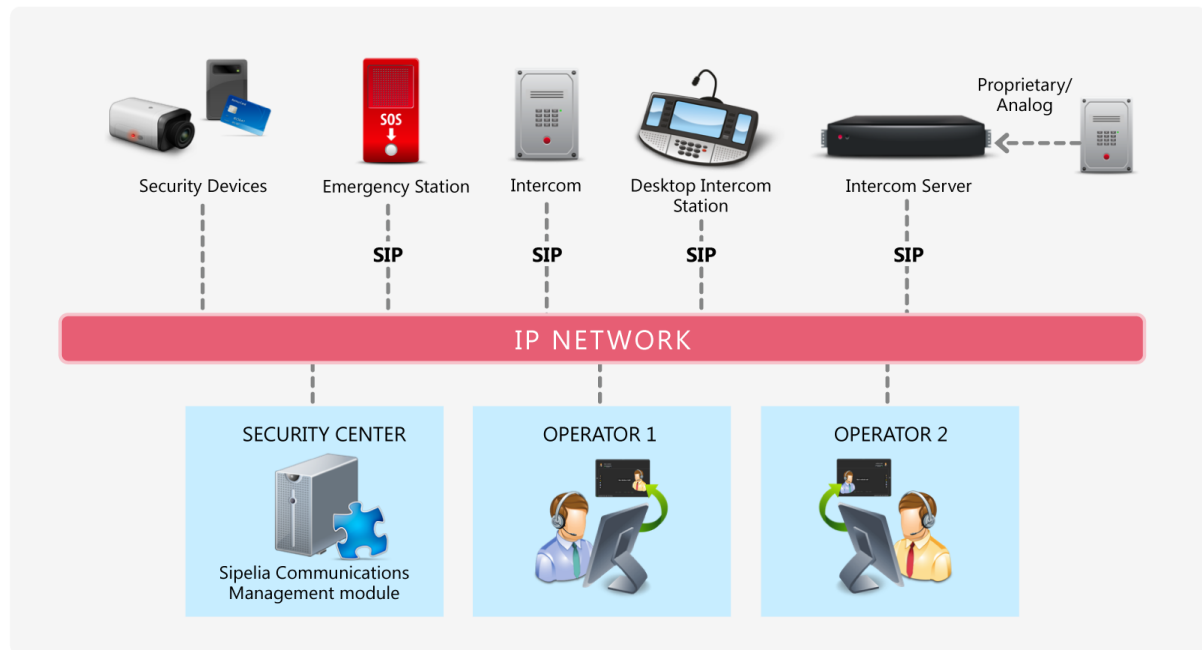 Proprietary/
Analog
SOS
Security Devices
Emergency Station
Intercom
Desktop Intercom
Station
Intercom Server
SIP
SIP
SIP
SIP
IP NETWORK
SECURITY CENTER
OPERATOR 1
OPERATOR 2
Sipelia Communications
Management module